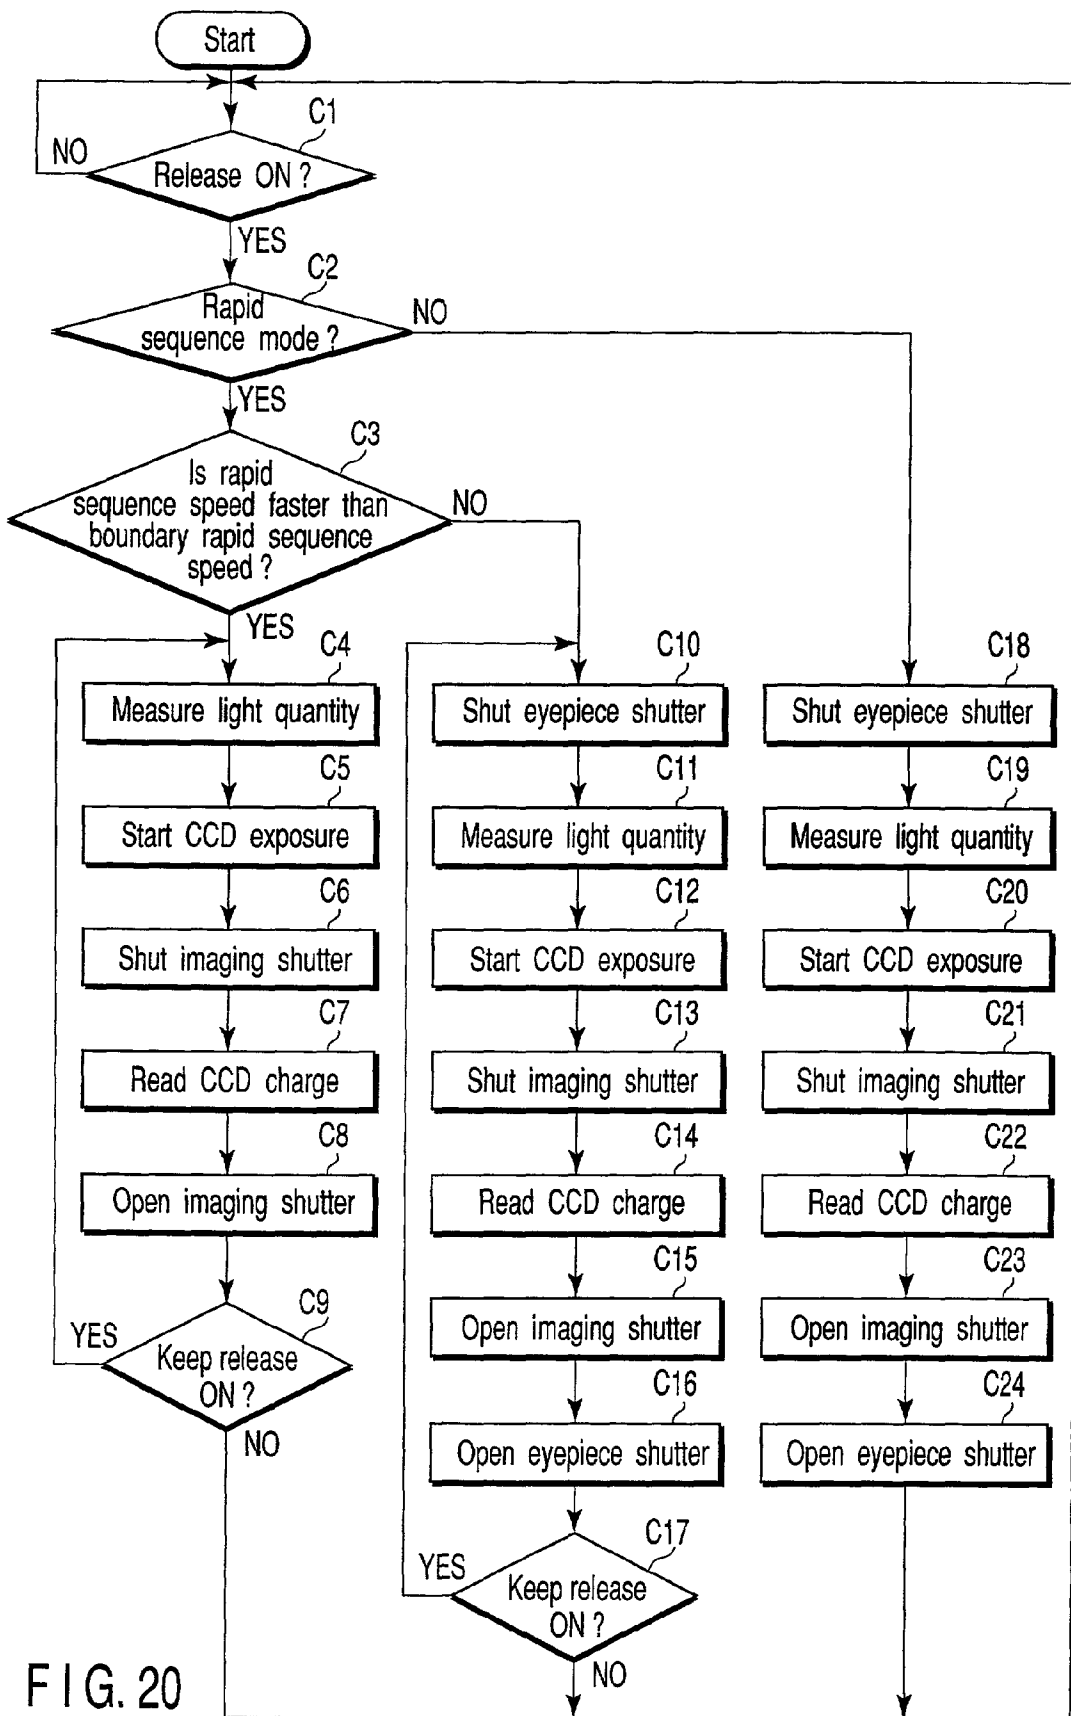 Start
C1
NO
Release ON ?
YES
C2
Rapid
sequence mode ?
NO
YES
C3
Is rapid
sequence speed faster than
boundary rapid sequence
speed ?
NO
YES
C4
Measure light quantity
C5
Start CCD exposure
C6
Shut imaging shutter
C7
Read CCD charge
C8
Open imaging shutter
C9
YES
Keep release
ON ?
NO
C10
Shut eyepiece shutter
C11
Measure light quantity
C12
Start CCD exposure
C13
Shut imaging shutter
C14
Read CCD charge
C15
Open imaging shutter
C16
Open eyepiece shutter
C17
YES
Keep release
ON ?
NO
C18
Shut eyepiece shutter
C19
Measure light quantity
C20
Start CCD exposure
C21
Shut imaging shutter
C22
Read CCD charge
C23
Open imaging shutter
C24
Open eyepiece shutter
FIG. 20